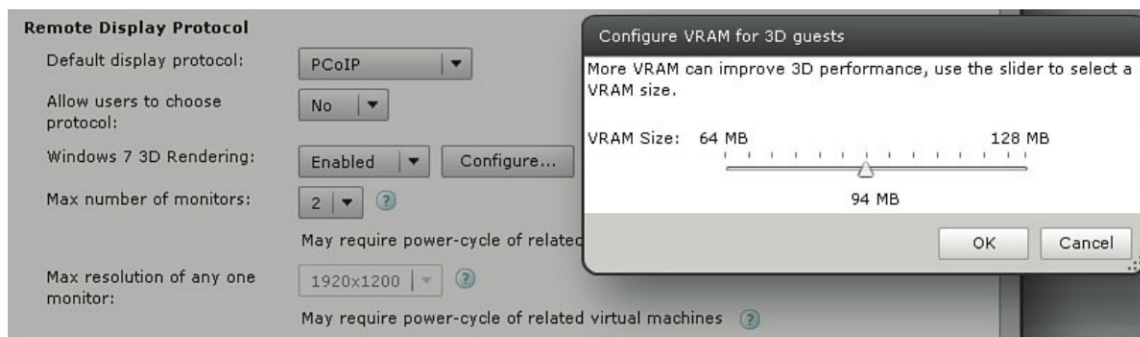 Remote Display Protocol
Default display protocol:
PCoIP
Allow users to choose
protocol:
No
Windows 7 3D Rendering:
Enabled
Configure...
Max number of monitors:
2
?
May require power-cycle of related
Max resolution of any one
monitor:
1920x1200
?
May require power-cycle of related virtual machines
?
Configure VRAM for 3D guests
More VRAM can improve 3D performance, use the slider to select a
VRAM size.
VRAM Size:
64 MB
128 MB
94 MB
OK
Cancel